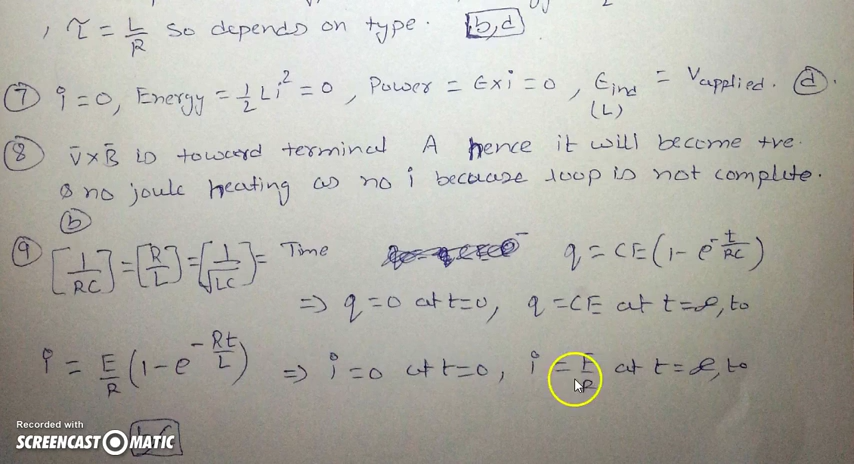 , τ = L/R so depends on type. b,d
⑦ i=0, Energy = 1/2 Li² = 0, Power = E×i = 0, E_ind (L) = V_applied. ⓓ.
⑧ V̄×B̄ is toward terminal A hence it will become +ve.
& no joule heating as no i because loop is not complete.
ⓑ
⑨ [1/RC] = [R/L] = [1/√LC] = Time q = CE(1-e^-t/RC)
⇒ q=0 at t=0, q=CE at t=∞, to
i = E/R (1-e^-Rt/L) ⇒ i=0 at t=0, i = E/R at t=∞, to
Recorded with
SCREENCAST-O-MATIC